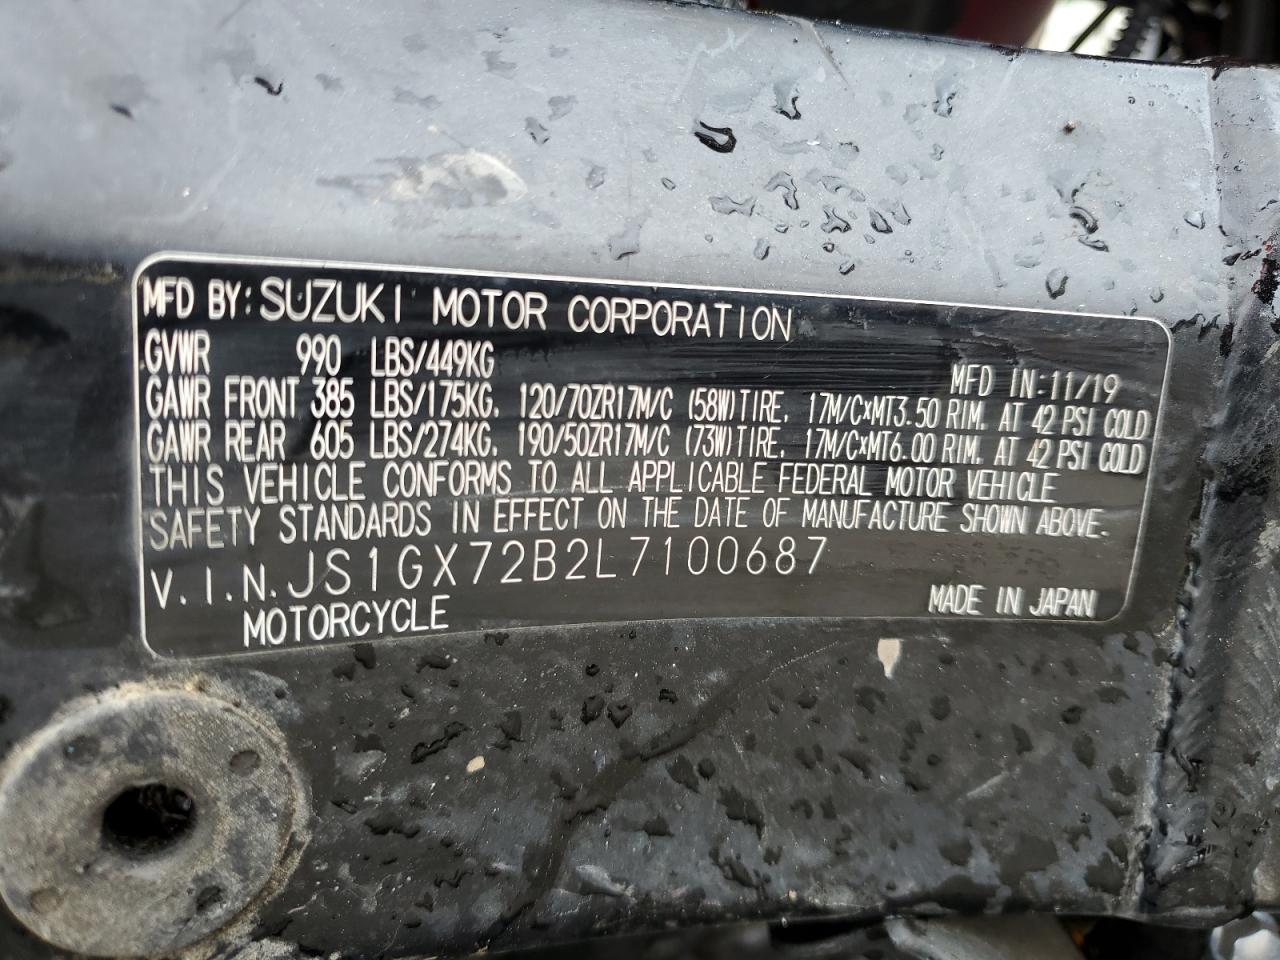 MFD BY: SUZUKI MOTOR CORPORATION
GVWR 990 LBS/449KG MFD IN:11/19
GAWR FRONT 385 LBS/175KG. 120/70ZR17M/C (58W)TIRE. 17M/C×MT3.50 RIM. AT 42 PSI COLD
GAWR REAR 605 LBS/274KG. 190/50ZR17M/C (73W)TIRE. 17M/C×MT6.00 RIM. AT 42 PSI COLD
THIS VEHICLE CONFORMS TO ALL APPLICABLE FEDERAL MOTOR VEHICLE
SAFETY STANDARDS IN EFFECT ON THE DATE OF MANUFACTURE SHOWN ABOVE.
V.I.N. JS1GX72B2L7100687
MOTORCYCLE MADE IN JAPAN